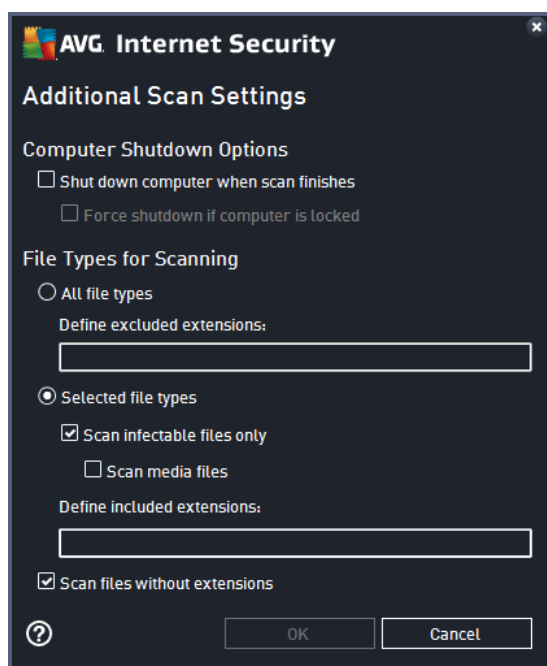 AVG. Internet Security
Additional Scan Settings
Computer Shutdown Options
Shut down computer when scan finishes
Force shutdown if computer is locked
File Types for Scanning
All file types
Define excluded extensions:
Selected file types
Scan infectable files only
Scan media files
Define included extensions:
Scan files without extensions
? OK Cancel